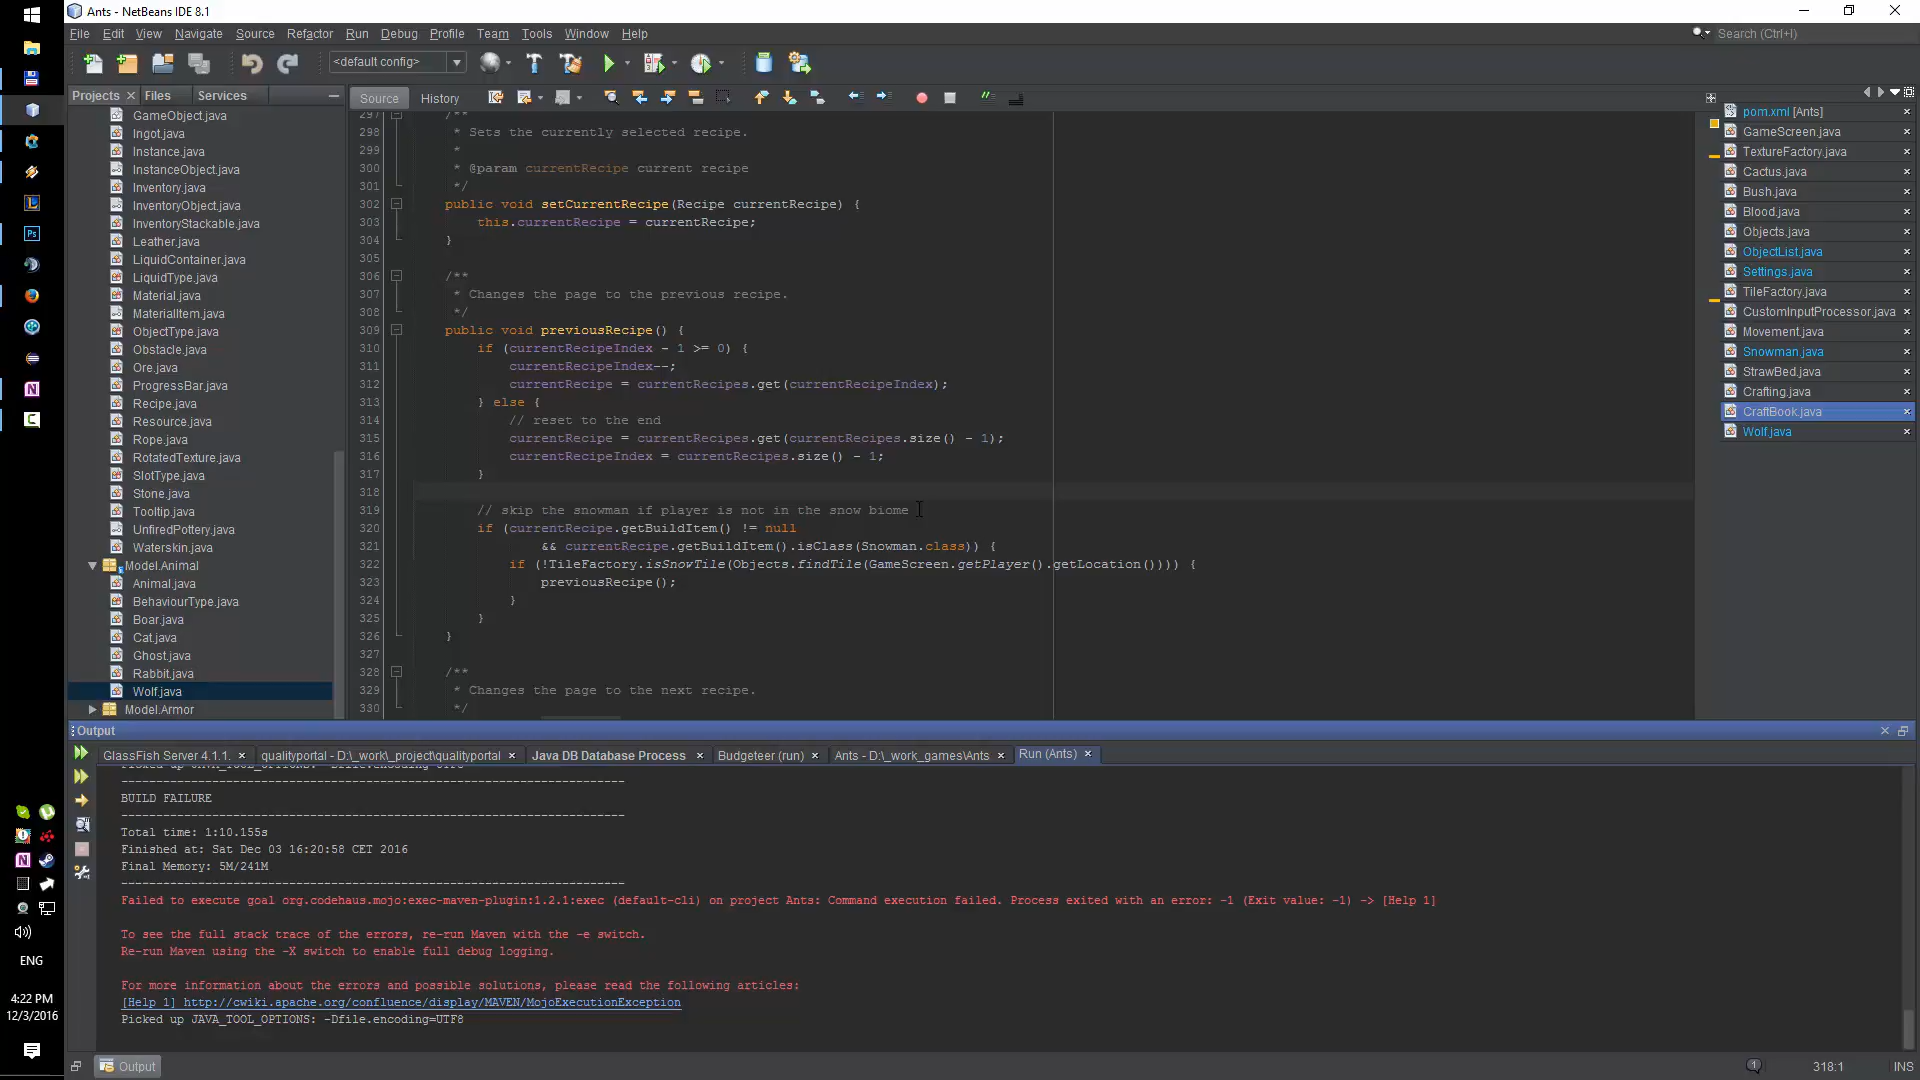 Ants - NetBeans IDE 8.1
File Edit View Navigate Source Refactor Run Debug Profile Team Tools Window Help
Search (Ctrl+I)
<default config>
Projects Files Services
Source History
GameObject.java
Ingot.java
Instance.java
InstanceObject.java
Inventory.java
InventoryObject.java
InventoryStackable.java
Leather.java
LiquidContainer.java
LiquidType.java
Material.java
MaterialItem.java
ObjectType.java
Obstacle.java
Ore.java
ProgressBar.java
Recipe.java
Resource.java
Rope.java
RotatedTexture.java
SlotType.java
Stone.java
Tooltip.java
UnfiredPottery.java
Waterskin.java
Model.Animal
Animal.java
BehaviourType.java
Boar.java
Cat.java
Ghost.java
Rabbit.java
Wolf.java
Model.Armor
297 /**
298 * Sets the currently selected recipe.
299 *
300 * @param currentRecipe current recipe
301 */
302 public void setCurrentRecipe(Recipe currentRecipe) {
303 this.currentRecipe = currentRecipe;
304 }
305
306 /**
307 * Changes the page to the previous recipe.
308 */
309 public void previousRecipe() {
310 if (currentRecipeIndex - 1 >= 0) {
311 currentRecipeIndex--;
312 currentRecipe = currentRecipes.get(currentRecipeIndex);
313 } else {
314 // reset to the end
315 currentRecipe = currentRecipes.get(currentRecipes.size() - 1);
316 currentRecipeIndex = currentRecipes.size() - 1;
317 }
318
319 // skip the snowman if player is not in the snow biome
320 if (currentRecipe.getBuildItem() != null
321 && currentRecipe.getBuildItem().isClass(Snowman.class)) {
322 if (!TileFactory.isSnowTile(Objects.findTile(GameScreen.getPlayer().getLocation()))) {
323 previousRecipe();
324 }
325 }
326 }
327
328 /**
329 * Changes the page to the next recipe.
330 */
pom.xml [Ants]
GameScreen.java
TextureFactory.java
Cactus.java
Bush.java
Blood.java
Objects.java
ObjectList.java
Settings.java
TileFactory.java
CustomInputProcessor.java
Movement.java
Snowman.java
StrawBed.java
Crafting.java
CraftBook.java
Wolf.java
Output
GlassFish Server 4.1.1. qualityportal - D:\_work\_project\qualityportal Java DB Database Process Budgeteer (run) Ants - D:\_work_games\Ants Run (Ants)
Picked up JAVA_TOOL_OPTIONS: -Dfile.encoding=UTF8
------------------------------------------------------------------------
BUILD FAILURE
------------------------------------------------------------------------
Total time: 1:10.155s
Finished at: Sat Dec 03 16:20:58 CET 2016
Final Memory: 5M/241M
------------------------------------------------------------------------
Failed to execute goal org.codehaus.mojo:exec-maven-plugin:1.2.1:exec (default-cli) on project Ants: Command execution failed. Process exited with an error: -1 (Exit value: -1) -> [Help 1]
To see the full stack trace of the errors, re-run Maven with the -e switch.
Re-run Maven using the -X switch to enable full debug logging.
For more information about the errors and possible solutions, please read the following articles:
[Help 1] http://cwiki.apache.org/confluence/display/MAVEN/MojoExecutionException
Picked up JAVA_TOOL_OPTIONS: -Dfile.encoding=UTF8
ENG
4:22 PM
12/3/2016
Output
318:1
INS